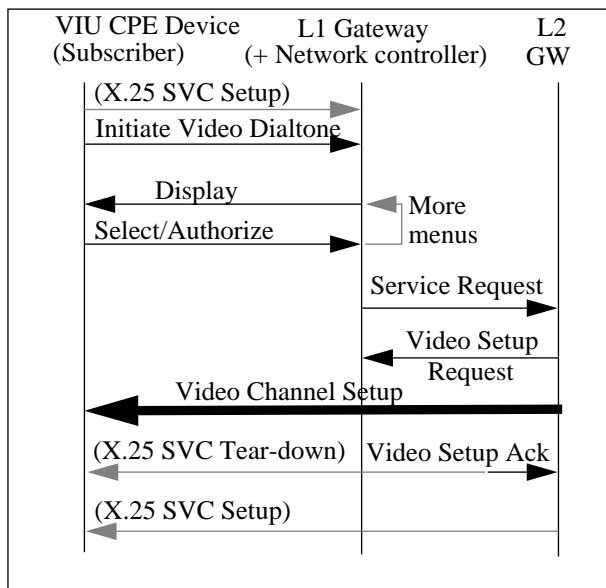 VIU CPE Device L1 Gateway L2
(Subscriber) (+ Network controller) GW
(X.25 SVC Setup)
Initiate Video Dialtone
Display
More
Select/Authorize
menus
Service Request
Video Setup
Request
Video Channel Setup
(X.25 SVC Tear-down) Video Setup Ack
(X.25 SVC Setup)